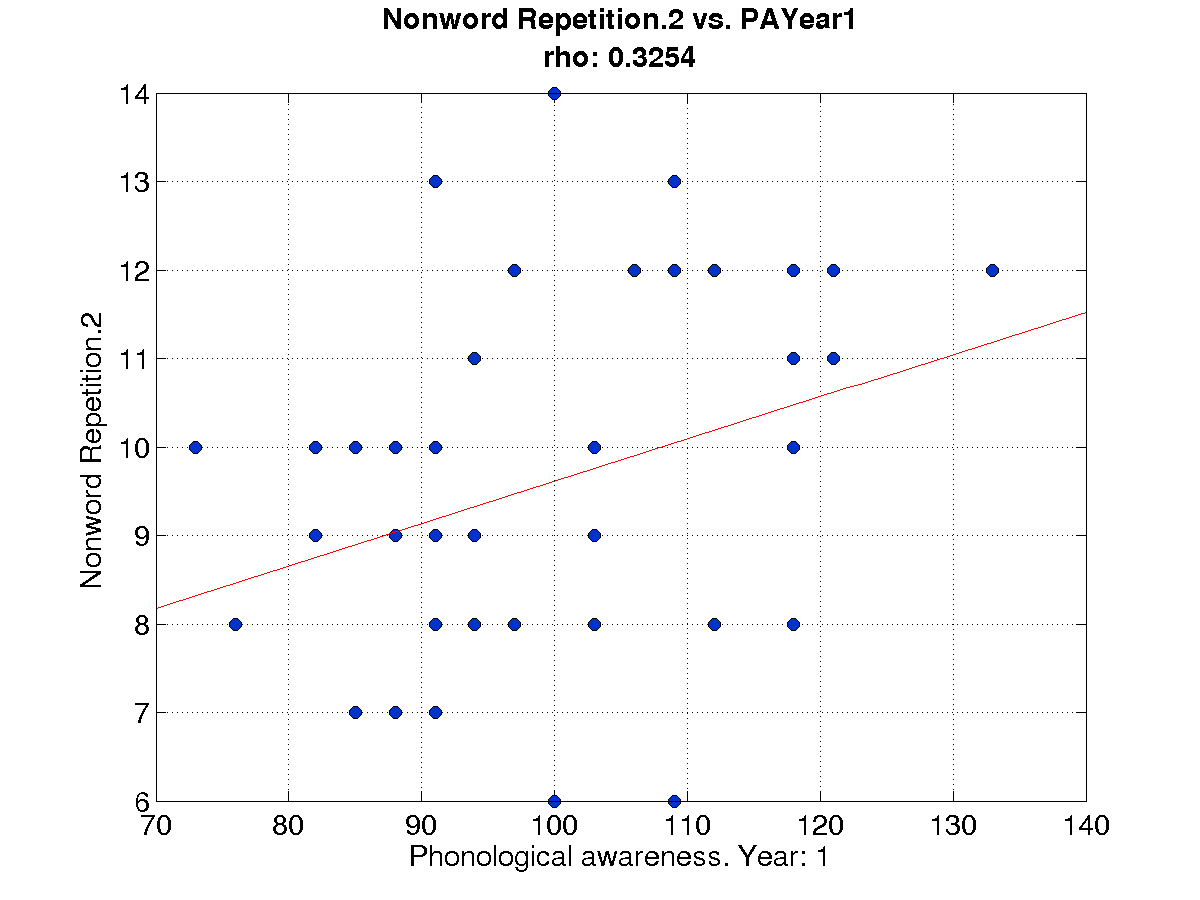 Nonword Repetition.2 vs. PAYear1
rho: 0.3254
14
13
12
11
10
9
8
7
6
Nonword Repetition.2
70 80 90 100 110 120 130 140
Phonological awareness. Year: 1